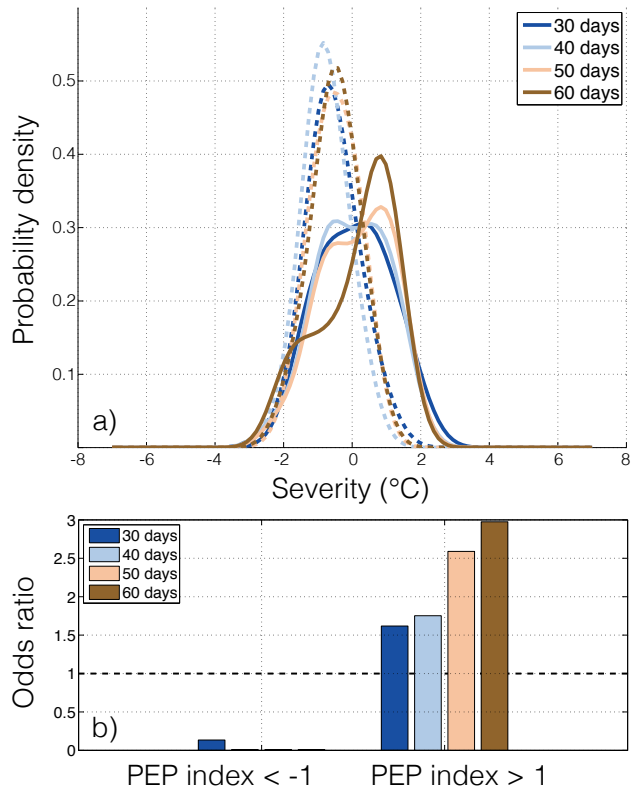 30 days
40 days
50 days
60 days
0.5
0.4
0.3
0.2
0.1
Probability density
a)
-8 -6 -4 -2 0 2 4 6 8
Severity (°C)
3
2.5
2
1.5
1
0.5
0
30 days
40 days
50 days
60 days
Odds ratio
b)
PEP index < -1 PEP index > 1